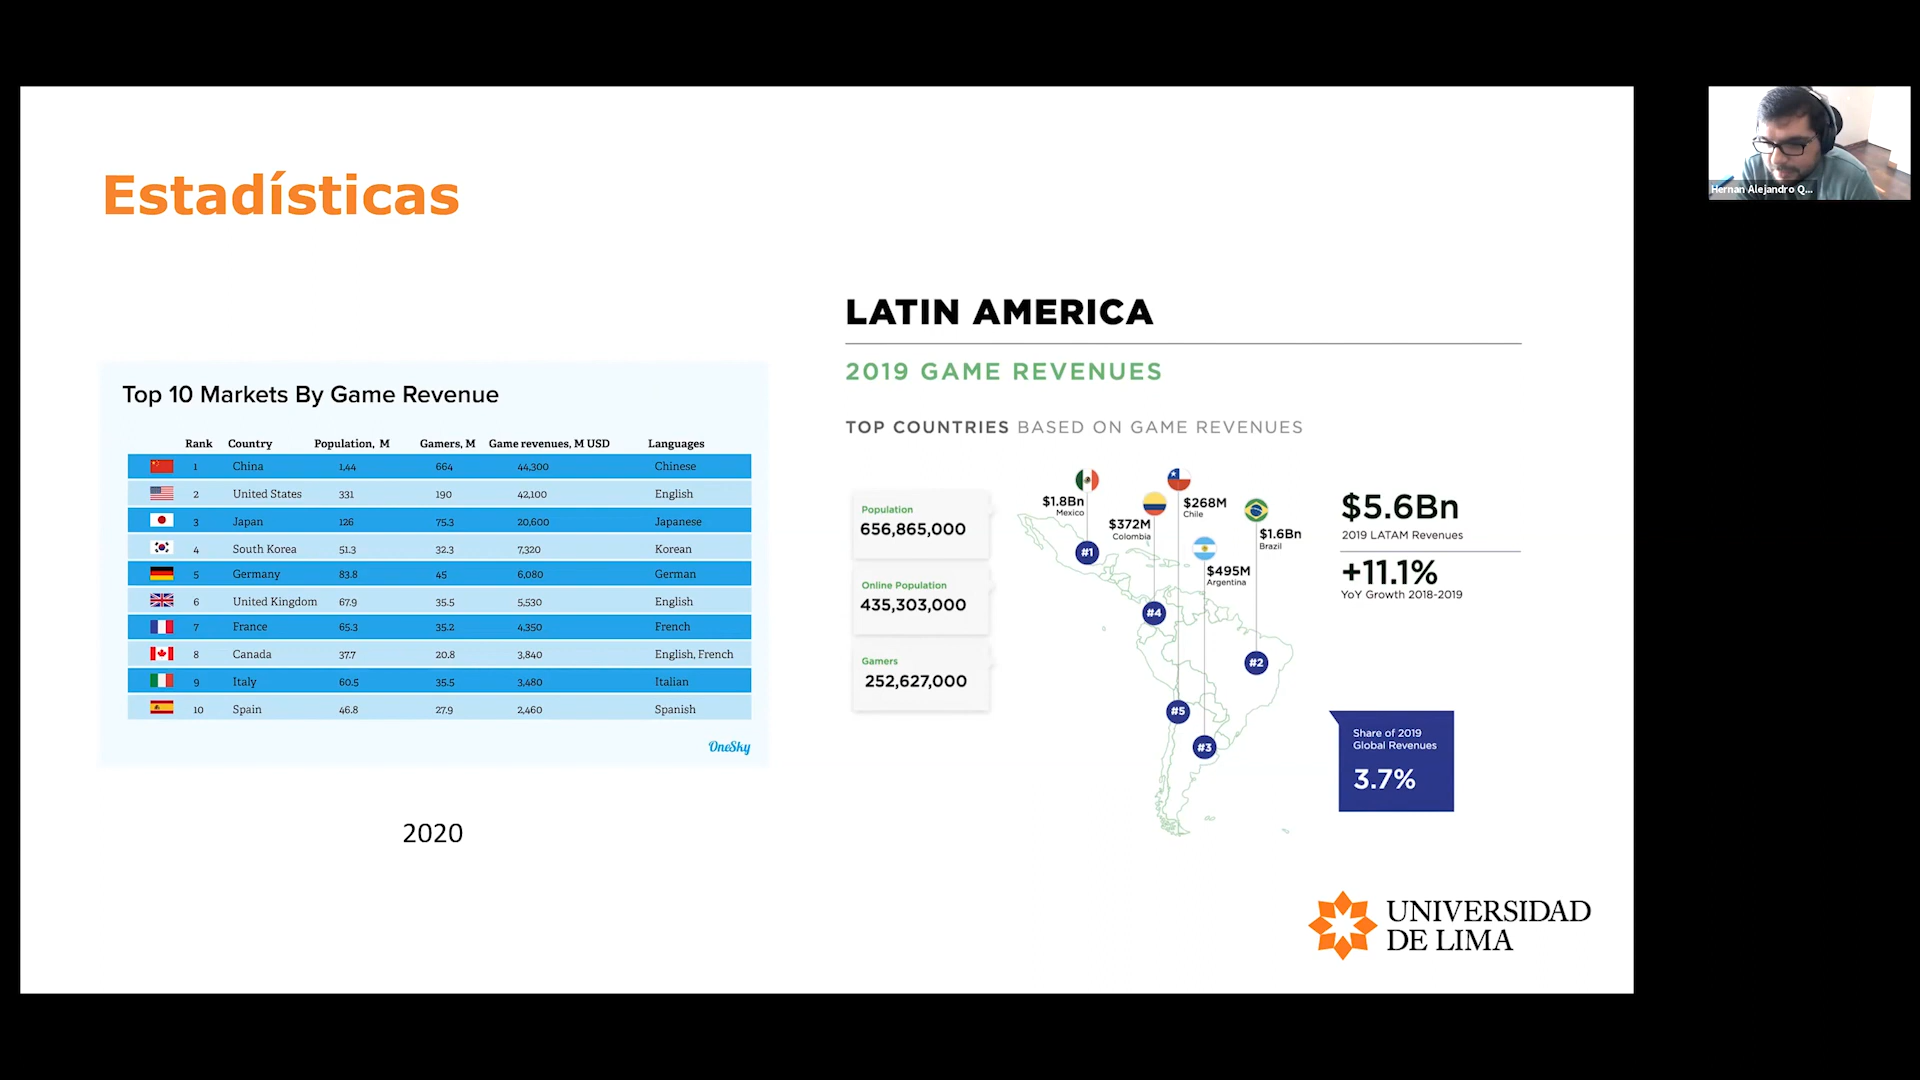 Estadísticas
Top 10 Markets By Game Revenue
Rank Country Population, M Gamers, M Game revenues, M USD Languages
1 China 1,44 664 44,300 Chinese
2 United States 331 190 42,100 English
3 Japan 126 75.3 20,600 Japanese
4 South Korea 51.3 32.3 7,320 Korean
5 Germany 83.8 45 6,080 German
6 United Kingdom 67.9 35.5 5,530 English
7 France 65.3 35.2 4,350 French
8 Canada 37.7 20.8 3,840 English, French
9 Italy 60.5 35.5 3,480 Italian
10 Spain 46.8 27.9 2,460 Spanish
OneSky
2020
LATIN AMERICA
2019 GAME REVENUES
TOP COUNTRIES BASED ON GAME REVENUES
Population
656,865,000
Online Population
435,303,000
Gamers
252,627,000
$1.8Bn
Mexico
#1
$372M
Colombia
#4
$268M
Chile
#5
$495M
Argentina
#3
$1.6Bn
Brazil
#2
$5.6Bn
2019 LATAM Revenues
+11.1%
YoY Growth 2018-2019
Share of 2019
Global Revenues
3.7%
UNIVERSIDAD
DE LIMA
Hernan Alejandro Q...